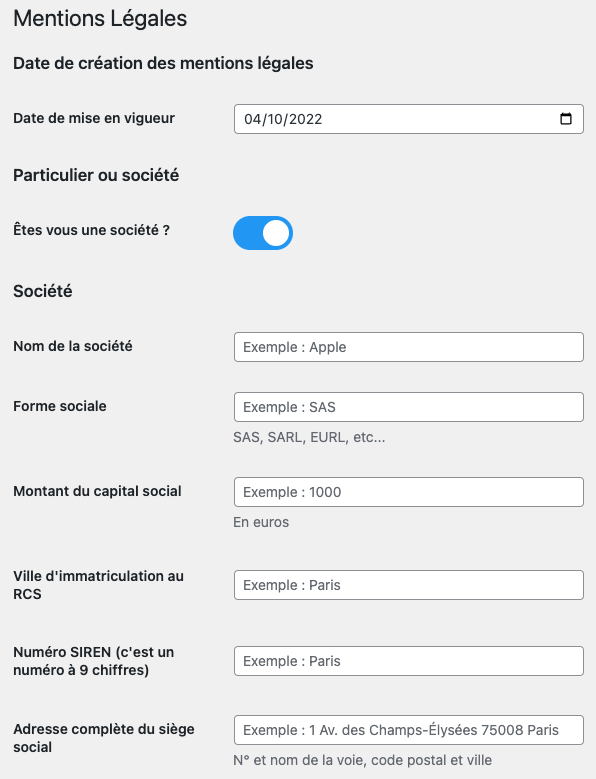 Mentions Légales
Date de création des mentions légales
Date de mise en vigueur
04/10/2022
Particulier ou société
Êtes vous une société ?
Société
Nom de la société
Exemple : Apple
Forme sociale
Exemple : SAS
SAS, SARL, EURL, etc...
Montant du capital social
Exemple : 1000
En euros
Ville d'immatriculation au
RCS
Exemple : Paris
Numéro SIREN (c'est un
numéro à 9 chiffres)
Exemple : Paris
Adresse complète du siège
social
Exemple : 1 Av. des Champs-Élysées 75008 Paris
N° et nom de la voie, code postal et ville